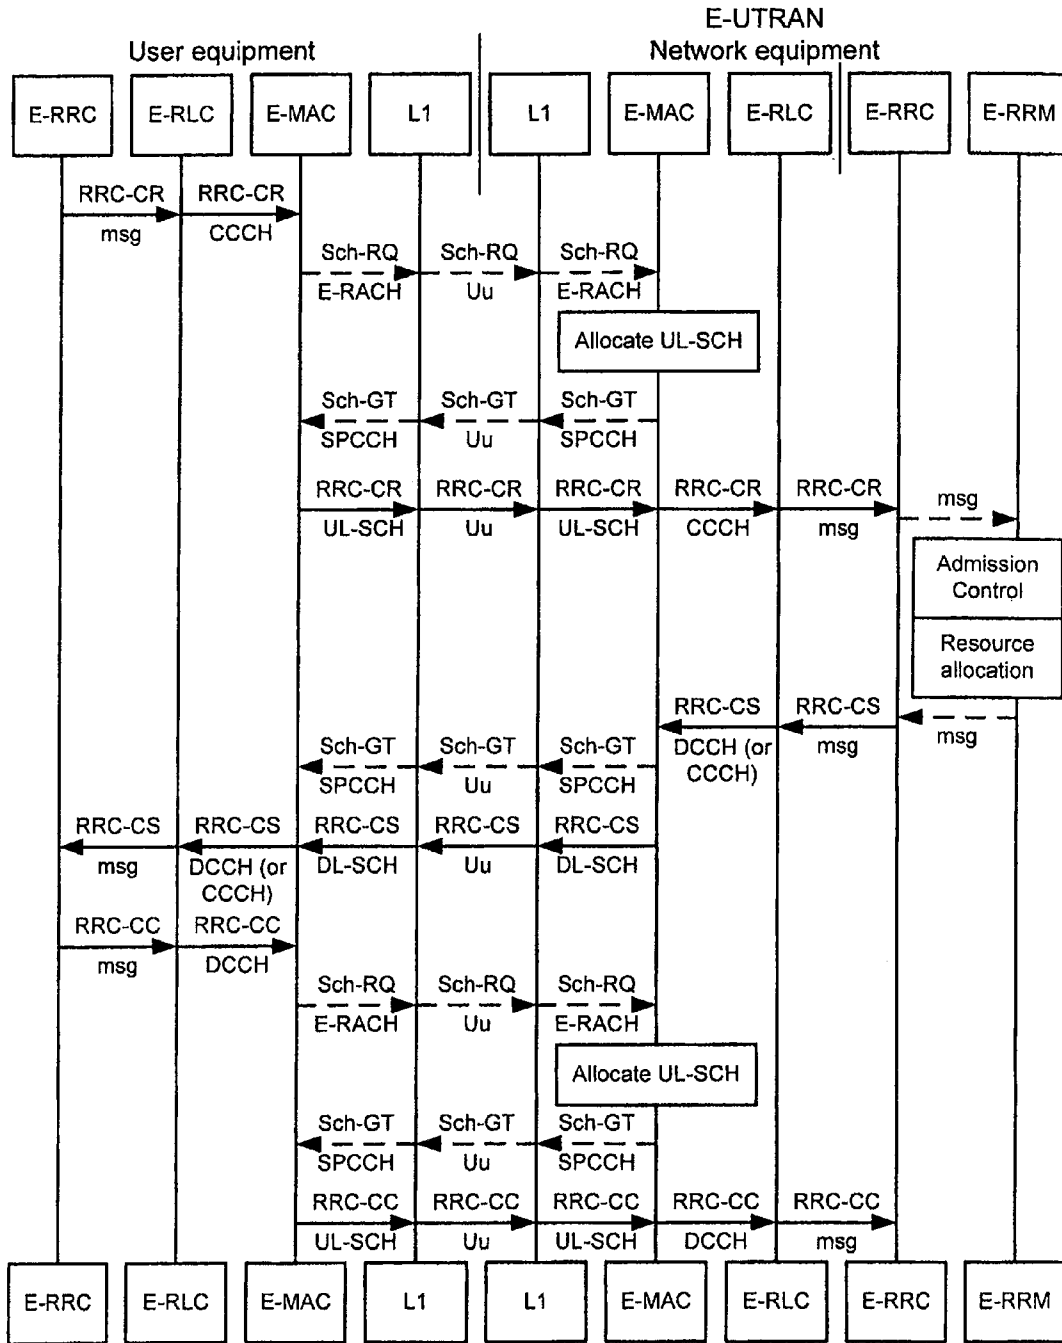 E-UTRAN
User equipment
Network equipment
E-RRC E-RLC E-MAC L1 L1 E-MAC E-RLC E-RRC E-RRM
RRC-CR RRC-CR
msg CCCH
Sch-RQ Sch-RQ Sch-RQ
E-RACH Uu E-RACH
Allocate UL-SCH
Sch-GT Sch-GT Sch-GT
SPCCH Uu SPCCH
RRC-CR RRC-CR RRC-CR RRC-CR RRC-CR msg
UL-SCH Uu UL-SCH CCCH msg
Admission
Control
Resource
allocation
RRC-CS RRC-CS
DCCH (or msg msg
CCCH)
Sch-GT Sch-GT Sch-GT
SPCCH Uu SPCCH
RRC-CS RRC-CS RRC-CS RRC-CS RRC-CS
msg DCCH (or DL-SCH Uu DL-SCH
CCCH)
RRC-CC RRC-CC
msg DCCH
Sch-RQ Sch-RQ Sch-RQ
E-RACH Uu E-RACH
Allocate UL-SCH
Sch-GT Sch-GT Sch-GT
SPCCH Uu SPCCH
RRC-CC RRC-CC RRC-CC RRC-CC RRC-CC
UL-SCH Uu UL-SCH DCCH msg
E-RRC E-RLC E-MAC L1 L1 E-MAC E-RLC E-RRC E-RRM